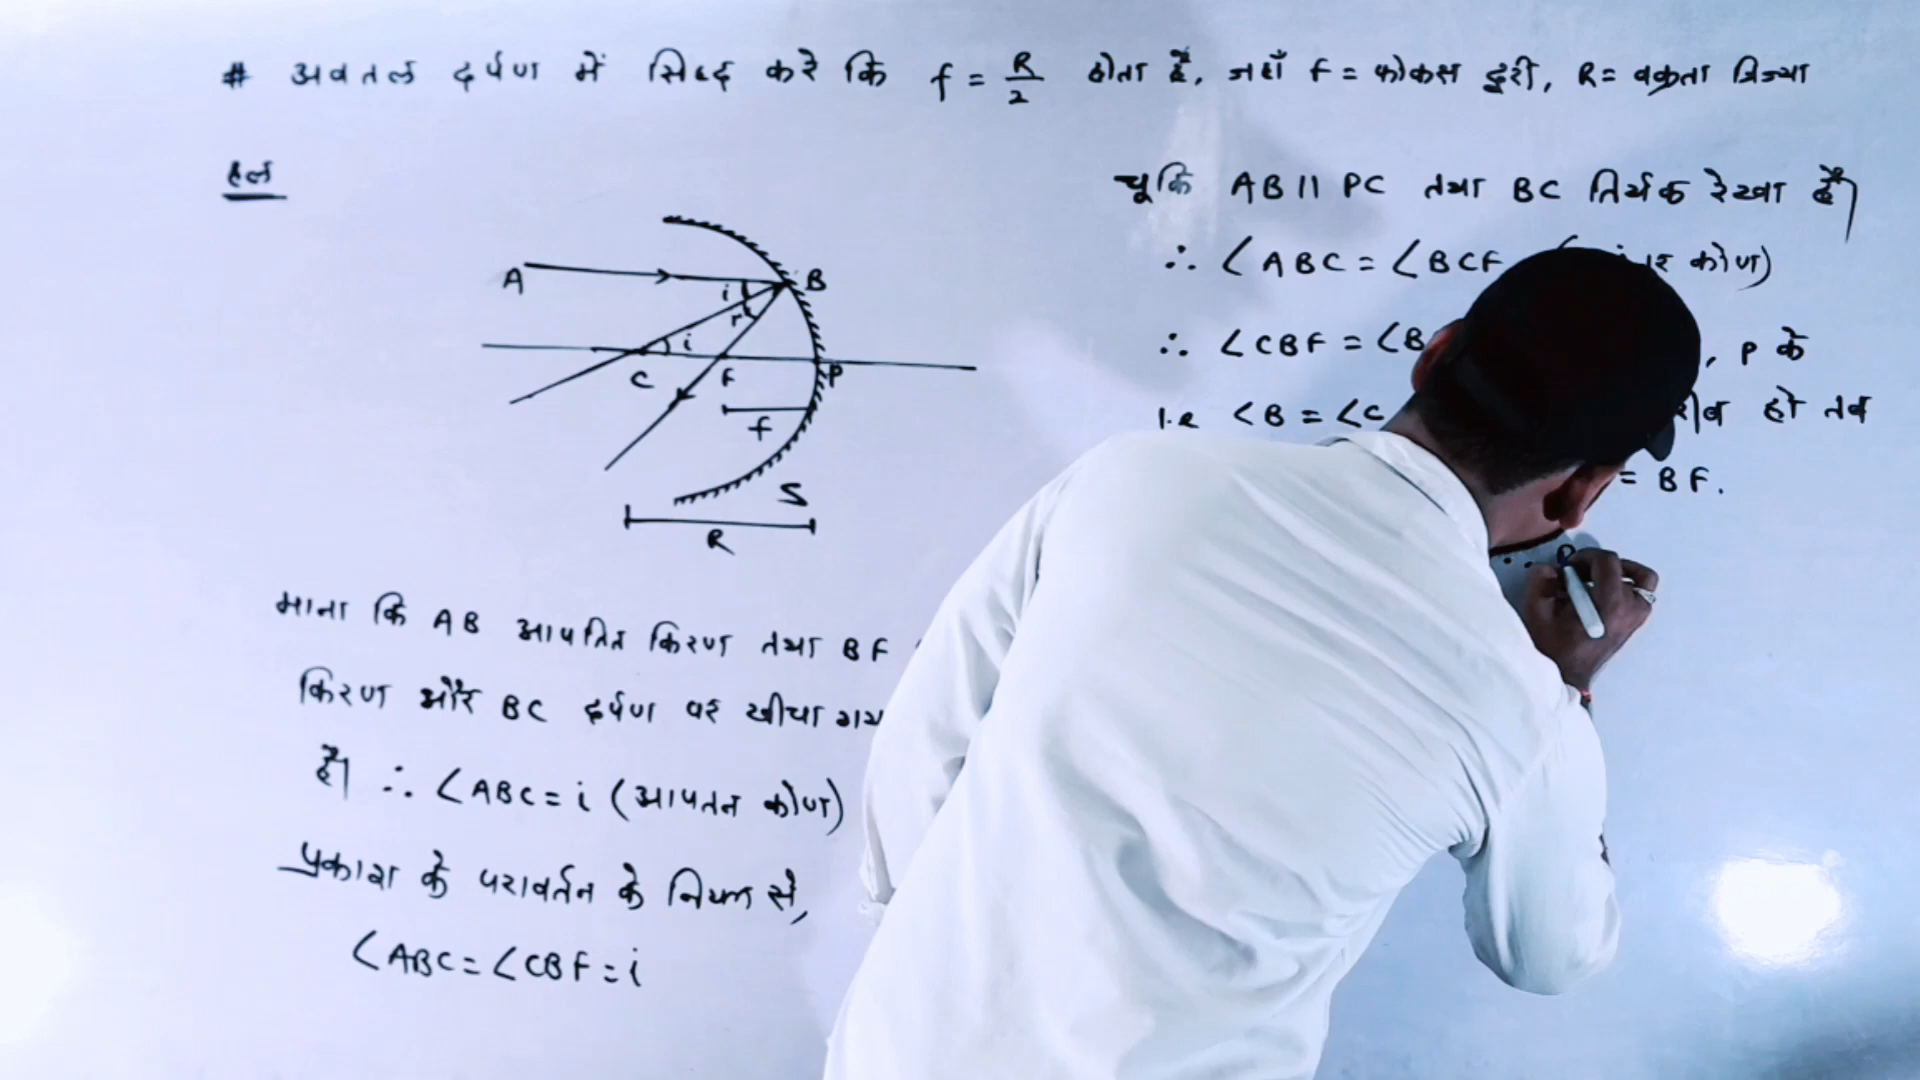 # अवतल दर्पण में सिद्ध करे कि f = R/2 होता है, जहाँ f = फोकस दुरी, R = वक्रता त्रिज्या
हल
A
B
i
r
i
C
F
P
f
S
R
माना कि AB आपतित किरण तथा BF
किरण और BC दर्पण पर खीचा गया
है। ∴ ∠ABC = i (आपतन कोण)
प्रकाश के परावर्तन के नियम से,
∠ABC = ∠CBF = i
चूकि AB || PC तथा BC तिर्यक रेखा है।
∴ ∠ABC = ∠BCF कोण)
∴ ∠CBF = ∠B , P के
i.e ∠B = ∠C हो तब
= BF.